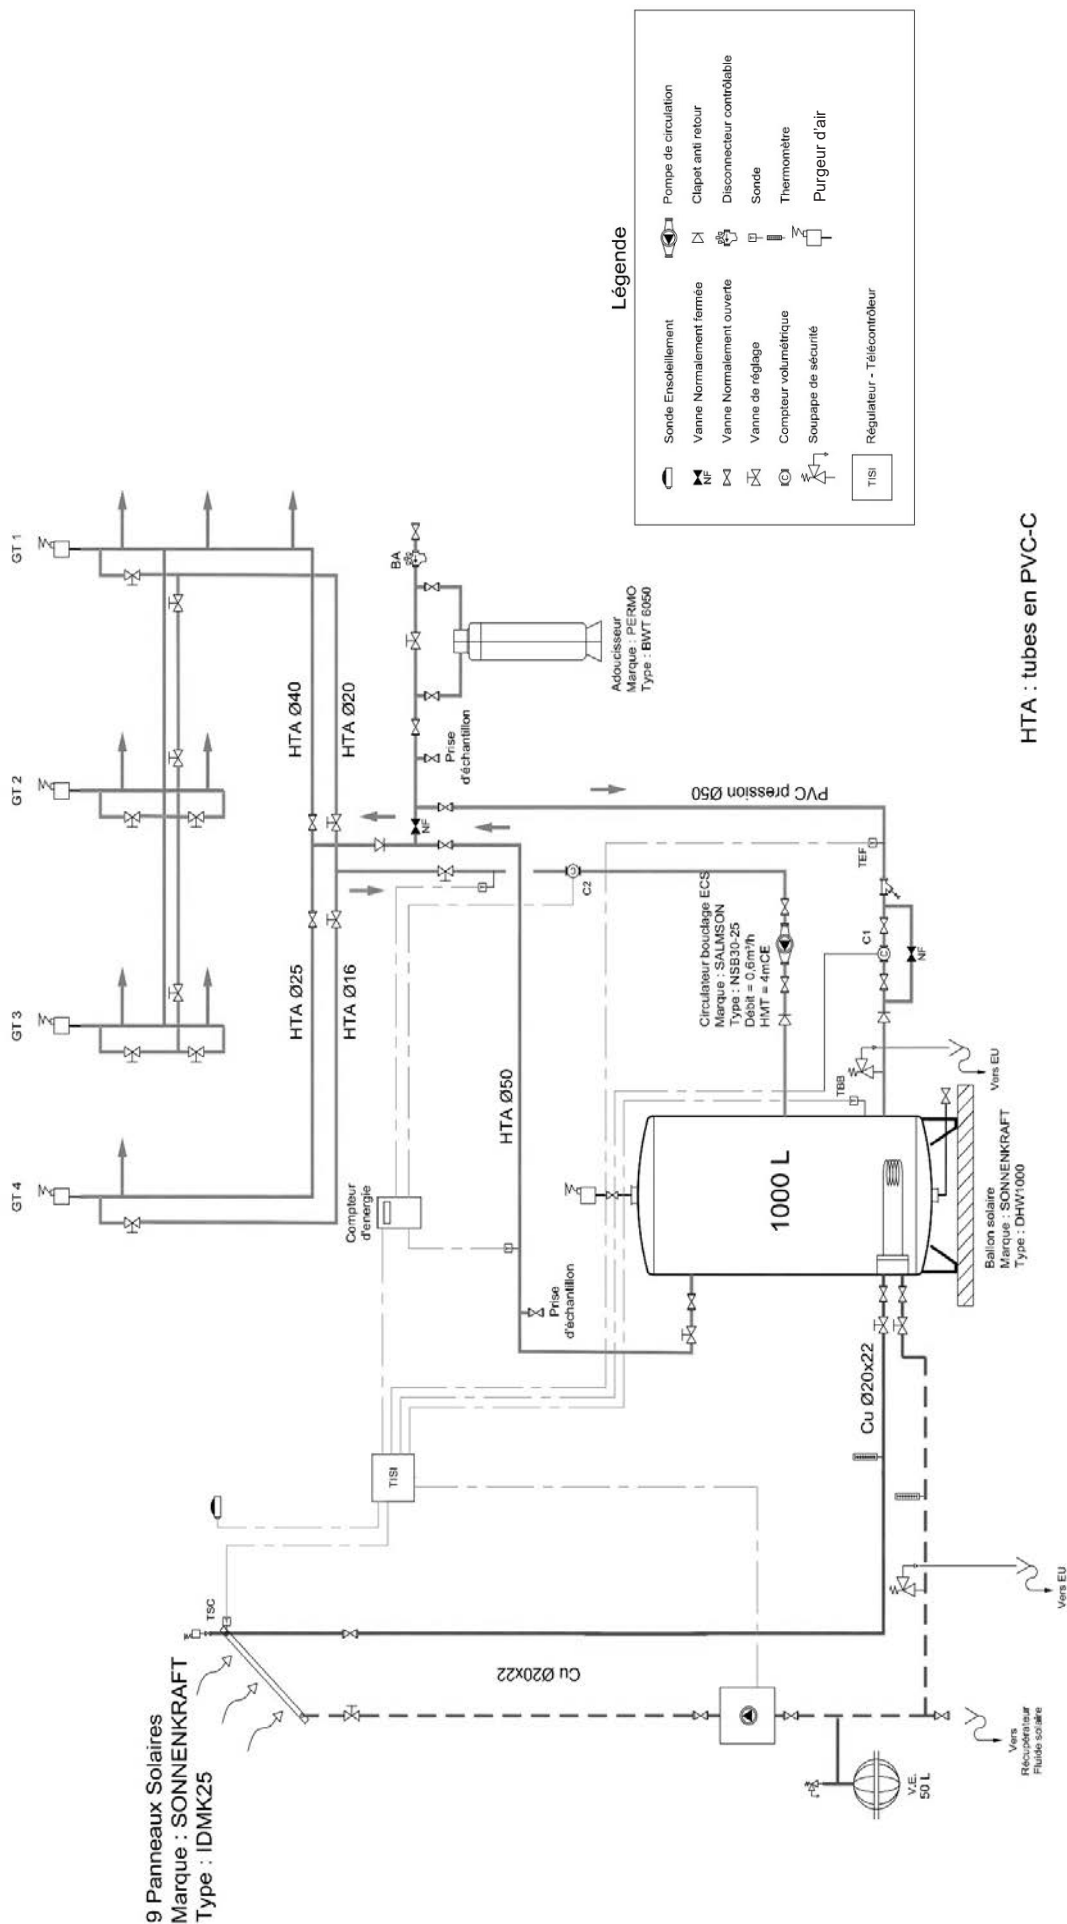 9 Panneaux Solaires
Marque : SONNENKRAFT
Type : IDMK25
TSC
Cu Ø20x22
V.E.
50 L
Vers
Récupérateur
Fluide solaire
Vers EU
TISI
Cu Ø20x22
Compteur
d'energie
Prise
d'échantillon
HTA Ø50
1000 L
Ballon solaire
Marque : SONNENKRAFT
Type : DHW1000
TBB
Vers EU
Circulateur bouclage ECS
Marque : SALMSON
Type : NSB30-25
Débit = 0,6m³/h
HMT = 4mCE
C2
C1
NF
TEF
PVC pression Ø50
NF
Prise
d'échantillon
Adoucisseur
Marque : PERMO
Type : BWT 6050
BA
GT 4
GT3
GT 2
GT 1
HTA Ø25
HTA Ø16
HTA Ø40
HTA Ø20
Légende
Sonde Ensoleillement
NF
Vanne Normalement fermée
Vanne Normalement ouverte
Vanne de réglage
C
Compteur volumétrique
Soupape de sécurité
TISI
Régulateur - Télécontrôleur
Pompe de circulation
Clapet anti retour
Disconnecteur contrôlable
Sonde
Thermomètre
Purgeur d'air
HTA : tubes en PVC-C